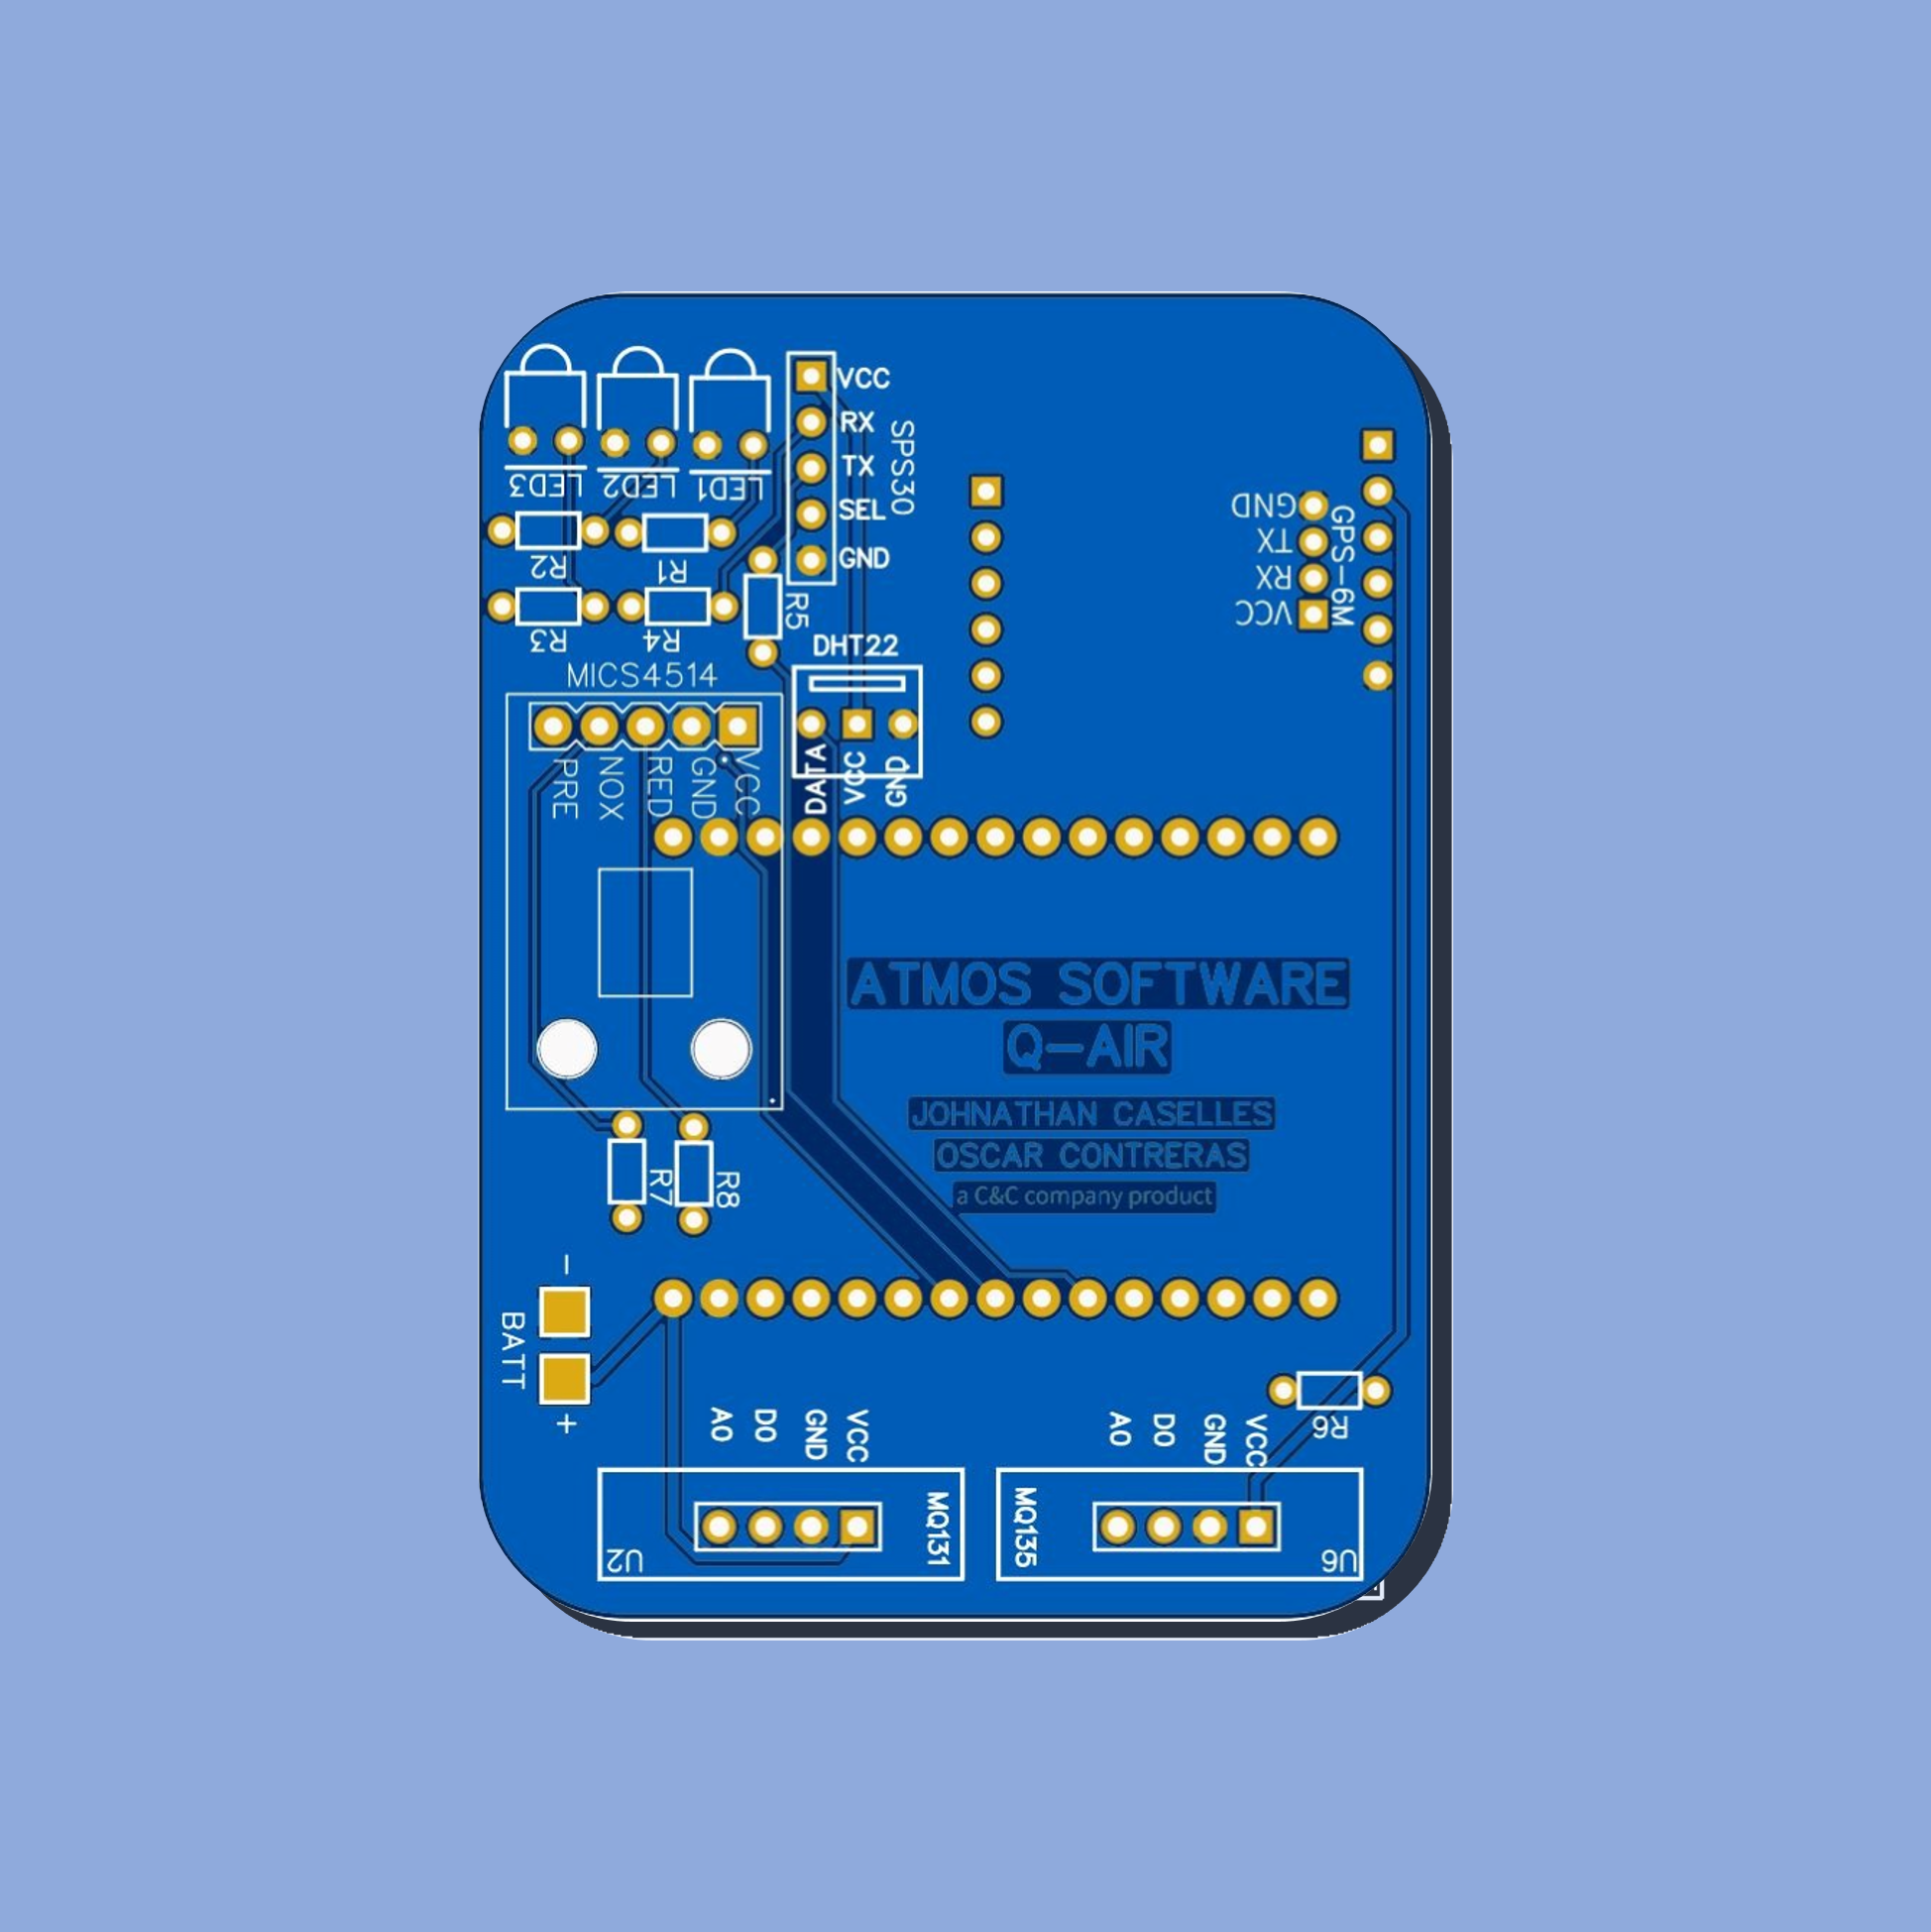 VCC
RX
TX
SEL
GND
SPS30
LED3
LED2
LED1
R2
R1
R3
R4
R5
GND
TX
RX
VCC
GPS-6M
DHT22
DATA
VCC
GND
MICS4514
PRE
NOX
RED
GND
VCC
ATMOS SOFTWARE
Q-AIR
JOHNATHAN CASELLES
OSCAR CONTRERAS
a C&C company product
R7
R8
-
BATT
+
A0
D0
GND
VCC
A0
D0
GND
VCC
R6
U2
MQ131
MQ135
U6